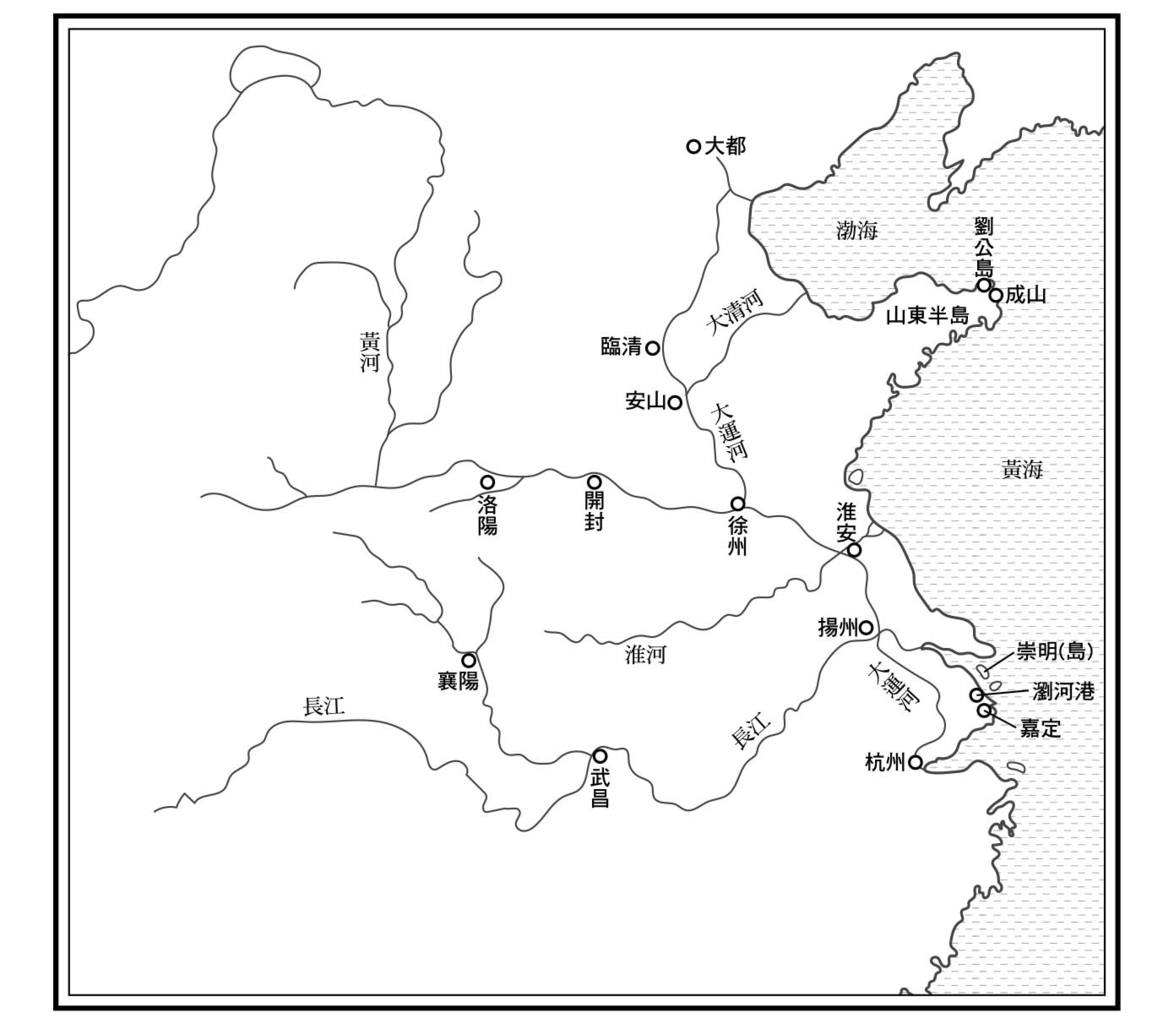 大都
渤海
劉公島
成山
山東半島
大清河
臨清
黃河
安山
大運河
黃海
洛陽
開封
徐州
淮安
揚州
淮河
崇明(島)
襄陽
大運河
瀏河港
長江
嘉定
長江
杭州
武昌